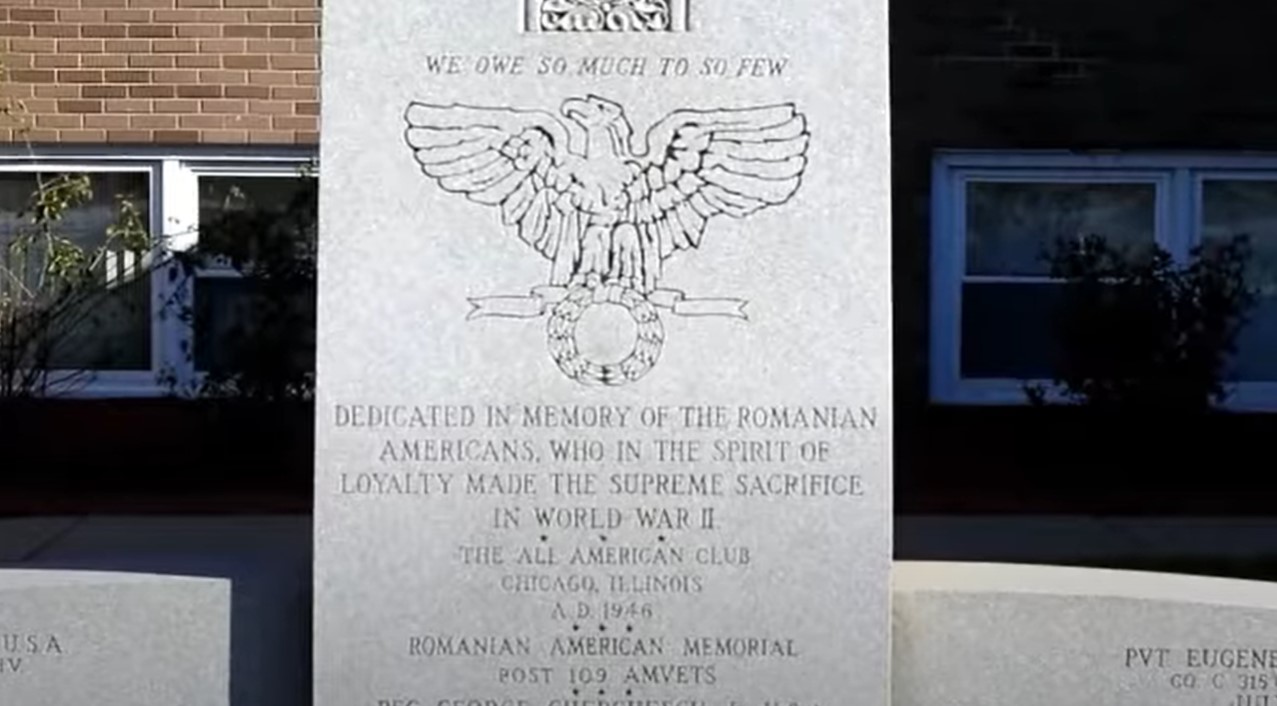 WE OWE SO MUCH TO SO FEW
DEDICATED IN MEMORY OF THE ROMANIAN
AMERICANS, WHO IN THE SPIRIT OF
LOYALTY MADE THE SUPREME SACRIFICE
IN WORLD WAR II
THE ALL AMERICAN CLUB
CHICAGO, ILLINOIS
A.D. 1946
ROMANIAN AMERICAN MEMORIAL
POST 109 AMVETS
GEORGE
U.S.A.
PVT EUGENE
CO. C 315